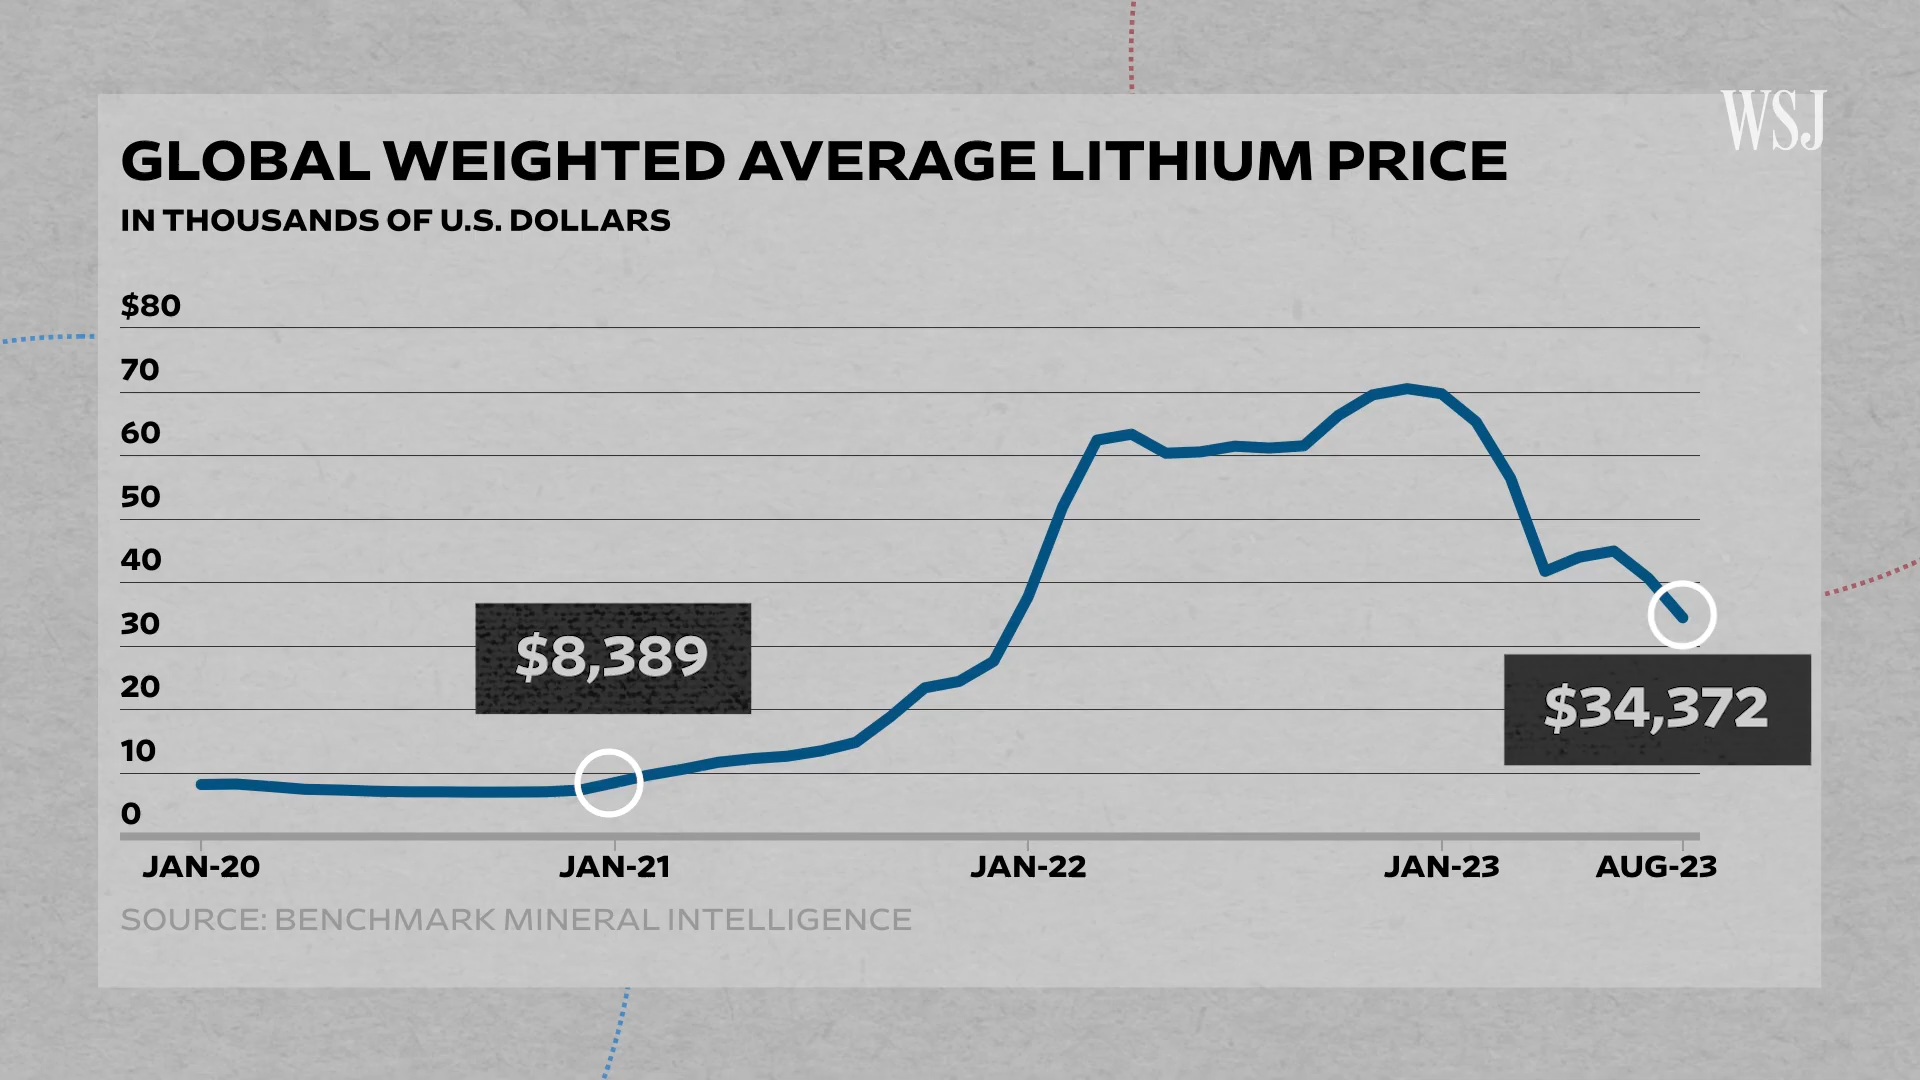 WSJ
GLOBAL WEIGHTED AVERAGE LITHIUM PRICE
IN THOUSANDS OF U.S. DOLLARS
$80
70
60
50
40
30
20
10
0
$8,389
$34,372
JAN-20 JAN-21 JAN-22 JAN-23 AUG-23
SOURCE: BENCHMARK MINERAL INTELLIGENCE